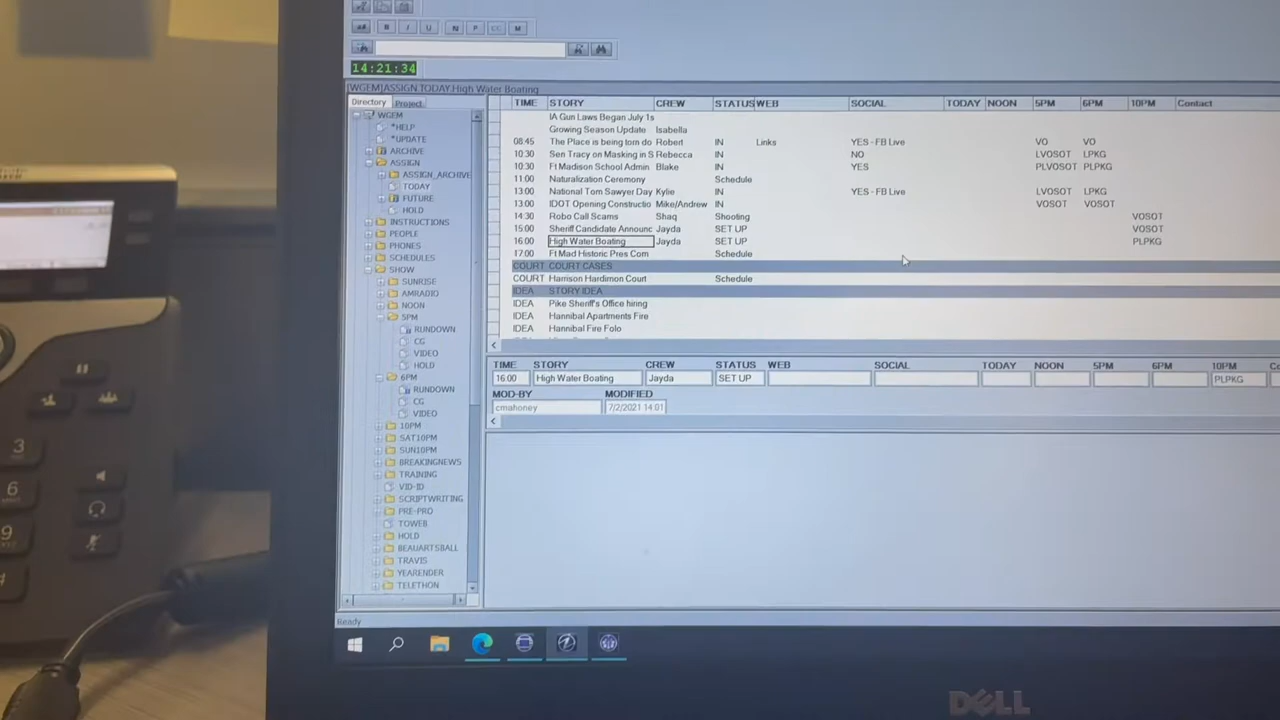 B I U N P CC M
14:21:34
[WGEM]ASSIGN.TODAY.High Water Boating
Directory Project
WGEM
*HELP
*UPDATE
ARCHIVE
ASSIGN
ASSIGN_ARCHIVE
TODAY
FUTURE
HOLD
INSTRUCTIONS
PEOPLE
PHONES
SCHEDULES
SHOW
SUNRISE
AMRADIO
NOON
5PM
RUNDOWN
CG
VIDEO
HOLD
6PM
RUNDOWN
CG
VIDEO
10PM
SAT10PM
SUN10PM
BREAKINGNEWS
TRAINING
VID-ID
SCRIPTWRITING
PRE-PRO
TOWEB
HOLD
BEAUARTSBALL
TRAVIS
YEARENDER
TELETHON
Ready
TIME STORY CREW STATUS WEB SOCIAL TODAY NOON 5PM 6PM 10PM Contact
IA Gun Laws Began July 1s
Growing Season Update Isabella
08:45 The Place is being torn do Robert IN Links YES - FB Live VO VO
10:30 Sen Tracy on Masking in S Rebecca IN NO LVOSOT LPKG
10:30 Ft Madison School Admin Blake IN YES PLVOSOT PLPKG
11:00 Naturalization Ceremony Schedule
13:00 National Tom Sawyer Day Kylie IN YES - FB Live LVOSOT LPKG
13:00 IDOT Opening Constructio Mike/Andrew IN VOSOT VOSOT
14:30 Robo Call Scams Shaq Shooting VOSOT
15:00 Sheriff Candidate Announc Jayda SET UP VOSOT
16:00 High Water Boating Jayda SET UP PLPKG
17:00 Ft Mad Historic Pres Com Schedule
COURT COURT CASES
COURT Harrison Hardimon Court Schedule
IDEA STORY IDEA
IDEA Pike Sheriff's Office hiring
IDEA Hannibal Apartments Fire
IDEA Hannibal Fire Folo
TIME STORY CREW STATUS WEB SOCIAL TODAY NOON 5PM 6PM 10PM Co
16:00 High Water Boating Jayda SET UP PLPKG
MOD-BY MODIFIED
cmahoney 7/2/2021 14:01
3
6
9
#
DELL